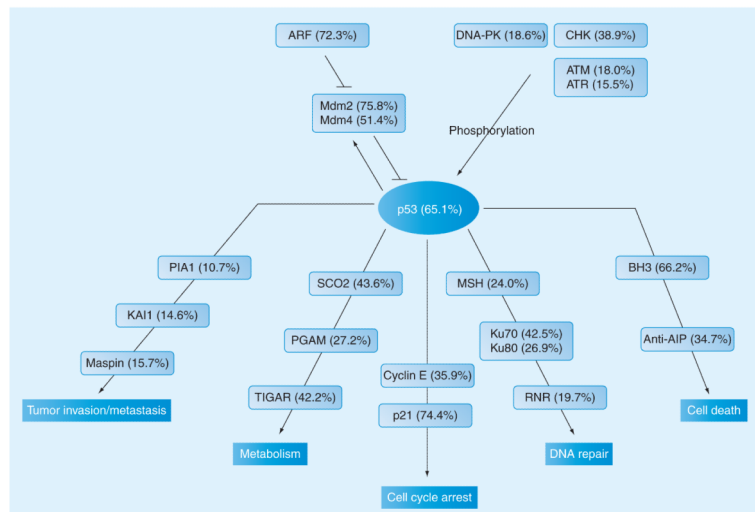 ARF (72.3%)
DNA-PK (18.6%)
CHK (38.9%)
ATM (18.0%)
ATR (15.5%)
Mdm2 (75.8%)
Mdm4 (51.4%)
Phosphorylation
p53 (65.1%)
PIA1 (10.7%)
SCO2 (43.6%)
MSH (24.0%)
BH3 (66.2%)
KAI1 (14.6%)
PGAM (27.2%)
Ku70 (42.5%)
Ku80 (26.9%)
Anti-AIP (34.7%)
Maspin (15.7%)
Cyclin E (35.9%)
TIGAR (42.2%)
p21 (74.4%)
RNR (19.7%)
Tumor invasion/metastasis
Cell death
Metabolism
DNA repair
Cell cycle arrest